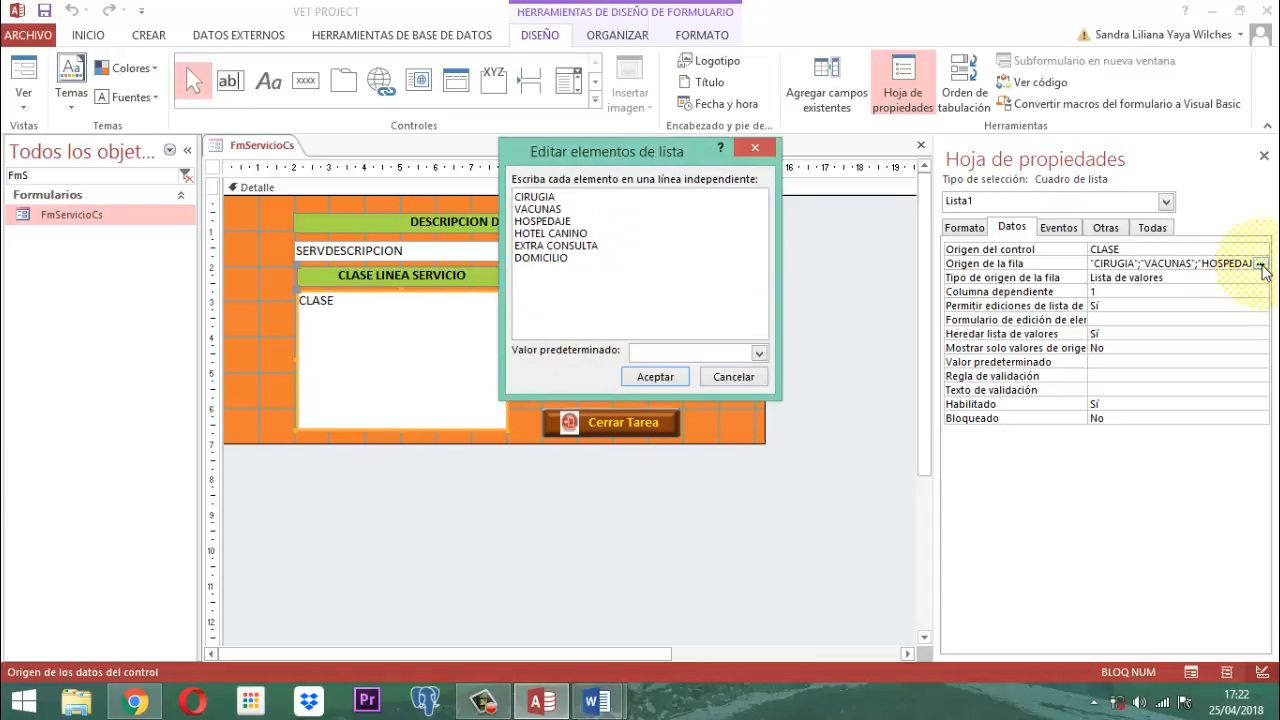 VET PROJECT
HERRAMIENTAS DE DISEÑO DE FORMULARIO
ARCHIVO
INICIO
CREAR
DATOS EXTERNOS
HERRAMIENTAS DE BASE DE DATOS
DISEÑO
ORGANIZAR
FORMATO
Sandra Liliana Yaya Wilches
Ver
Vistas
Temas
Colores
Fuentes
Temas
ab|
Aa
XXXX
XYZ
Controles
Insertar
imagen
Logotipo
Título
Fecha y hora
Encabezado y pie de...
Agregar campos
existentes
Hoja de
propiedades
Orden de
tabulación
Subformulario en nueva ventana
Ver código
Convertir macros del formulario a Visual Basic
Herramientas
Todos los objet...
FmS
Formularios
FmServicioCs
FmServicioCs
Detalle
DESCRIPCION D
SERVDESCRIPCION
CLASE LINEA SERVICIO
CLASE
Cerrar Tarea
Editar elementos de lista
Escriba cada elemento en una línea independiente:
CIRUGIA
VACUNAS
HOSPEDAJE
HOTEL CANINO
EXTRA CONSULTA
DOMICILIO
Valor predeterminado:
Aceptar
Cancelar
Hoja de propiedades
Tipo de selección: Cuadro de lista
Lista1
Formato
Datos
Eventos
Otras
Todas
Origen del control CLASE
Origen de la fila "CIRUGIA";"VACUNAS";"HOSPEDAJ
Tipo de origen de la fila Lista de valores
Columna dependiente 1
Permitir ediciones de lista de Sí
Formulario de edición de eler
Heredar lista de valores Sí
Mostrar solo valores de orige No
Valor predeterminado
Regla de validación
Texto de validación
Habilitado Sí
Bloqueado No
Origen de los datos del control
BLOQ NUM
Pr
17:22
25/04/2018